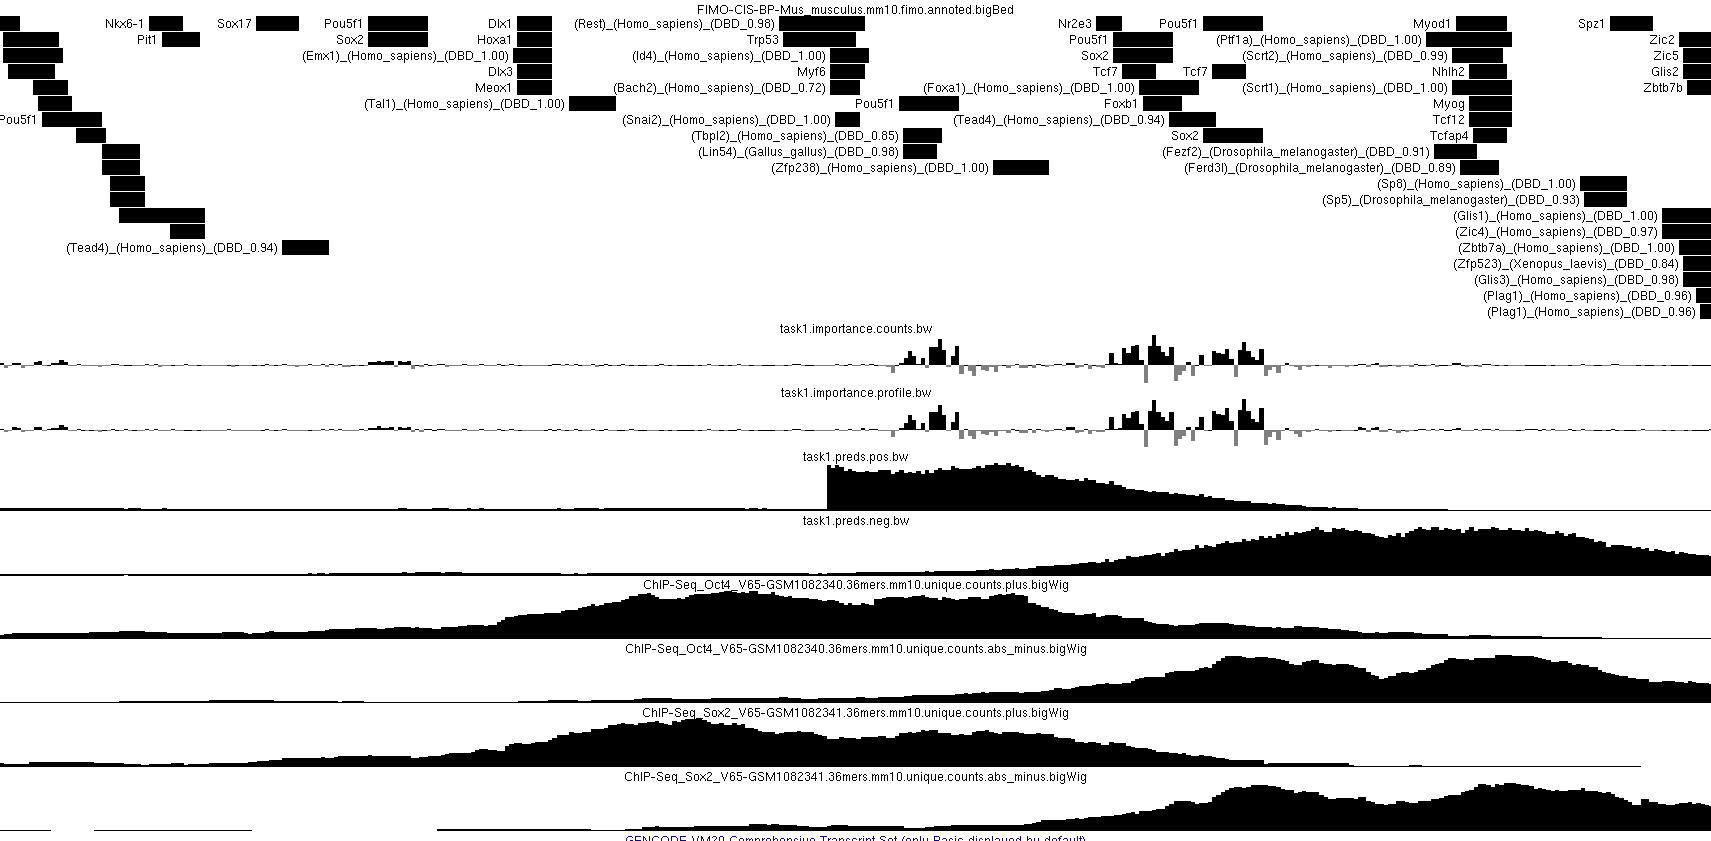 FIMO-CIS-BP-Mus_musculus.mm10.fimo.annoted.bigBed
Nkx6-1 Sox17 Pou5f1 Dlx1 (Rest)_(Homo_sapiens)_(DBD_0.98) Nr2e3 Pou5f1 Myod1 Spz1
Pit1 Sox2 Hoxa1 Trp53 Pou5f1 (Ptf1a)_(Homo_sapiens)_(DBD_1.00) Zic2
(Emx1)_(Homo_sapiens)_(DBD_1.00) (Id4)_(Homo_sapiens)_(DBD_1.00) Sox2 (Scrt2)_(Homo_sapiens)_(DBD_0.99) Zic5
Dlx3 Myf6 Tcf7 Tcf7 Nhlh2 Glis2
Meox1 (Bach2)_(Homo_sapiens)_(DBD_0.72) (Foxa1)_(Homo_sapiens)_(DBD_1.00) (Scrt1)_(Homo_sapiens)_(DBD_1.00) Zbtb7b
(Tal1)_(Homo_sapiens)_(DBD_1.00) Pou5f1 Foxb1 Myog
Pou5f1 (Snai2)_(Homo_sapiens)_(DBD_1.00) (Tead4)_(Homo_sapiens)_(DBD_0.94) Tcf12
(Tbpl2)_(Homo_sapiens)_(DBD_0.85) Sox2 Tcfap4
(Lin54)_(Gallus_gallus)_(DBD_0.98) (Fezf2)_(Drosophila_melanogaster)_(DBD_0.91)
(Zfp238)_(Homo_sapiens)_(DBD_1.00) (Ferd3l)_(Drosophila_melanogaster)_(DBD_0.89)
(Sp8)_(Homo_sapiens)_(DBD_1.00)
(Sp5)_(Drosophila_melanogaster)_(DBD_0.93)
(Glis1)_(Homo_sapiens)_(DBD_1.00)
(Zic4)_(Homo_sapiens)_(DBD_0.97)
(Tead4)_(Homo_sapiens)_(DBD_0.94) (Zbtb7a)_(Homo_sapiens)_(DBD_1.00)
(Zfp523)_(Xenopus_laevis)_(DBD_0.84)
(Glis3)_(Homo_sapiens)_(DBD_0.98)
(Plag1)_(Homo_sapiens)_(DBD_0.96)
(Plag1)_(Homo_sapiens)_(DBD_0.96)
task1.importance.counts.bw
task1.importance.profile.bw
task1.preds.pos.bw
task1.preds.neg.bw
ChIP-Seq_Oct4_V65-GSM1082340.36mers.mm10.unique.counts.plus.bigWig
ChIP-Seq_Oct4_V65-GSM1082340.36mers.mm10.unique.counts.abs_minus.bigWig
ChIP-Seq_Sox2_V65-GSM1082341.36mers.mm10.unique.counts.plus.bigWig
ChIP-Seq_Sox2_V65-GSM1082341.36mers.mm10.unique.counts.abs_minus.bigWig
GENCODE VM20 Comprehensive Transcript Set (only Basic displayed by default)